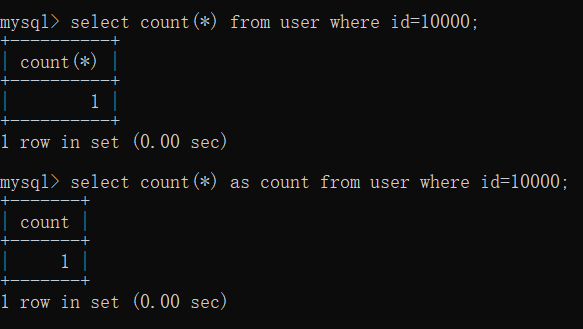 mysql> select count(*) from user where id=10000;
+----------+
| count(*) |
+----------+
|        1 |
+----------+
1 row in set (0.00 sec)
mysql> select count(*) as count from user where id=10000;
+-------+
| count |
+-------+
|     1 |
+-------+
1 row in set (0.00 sec)